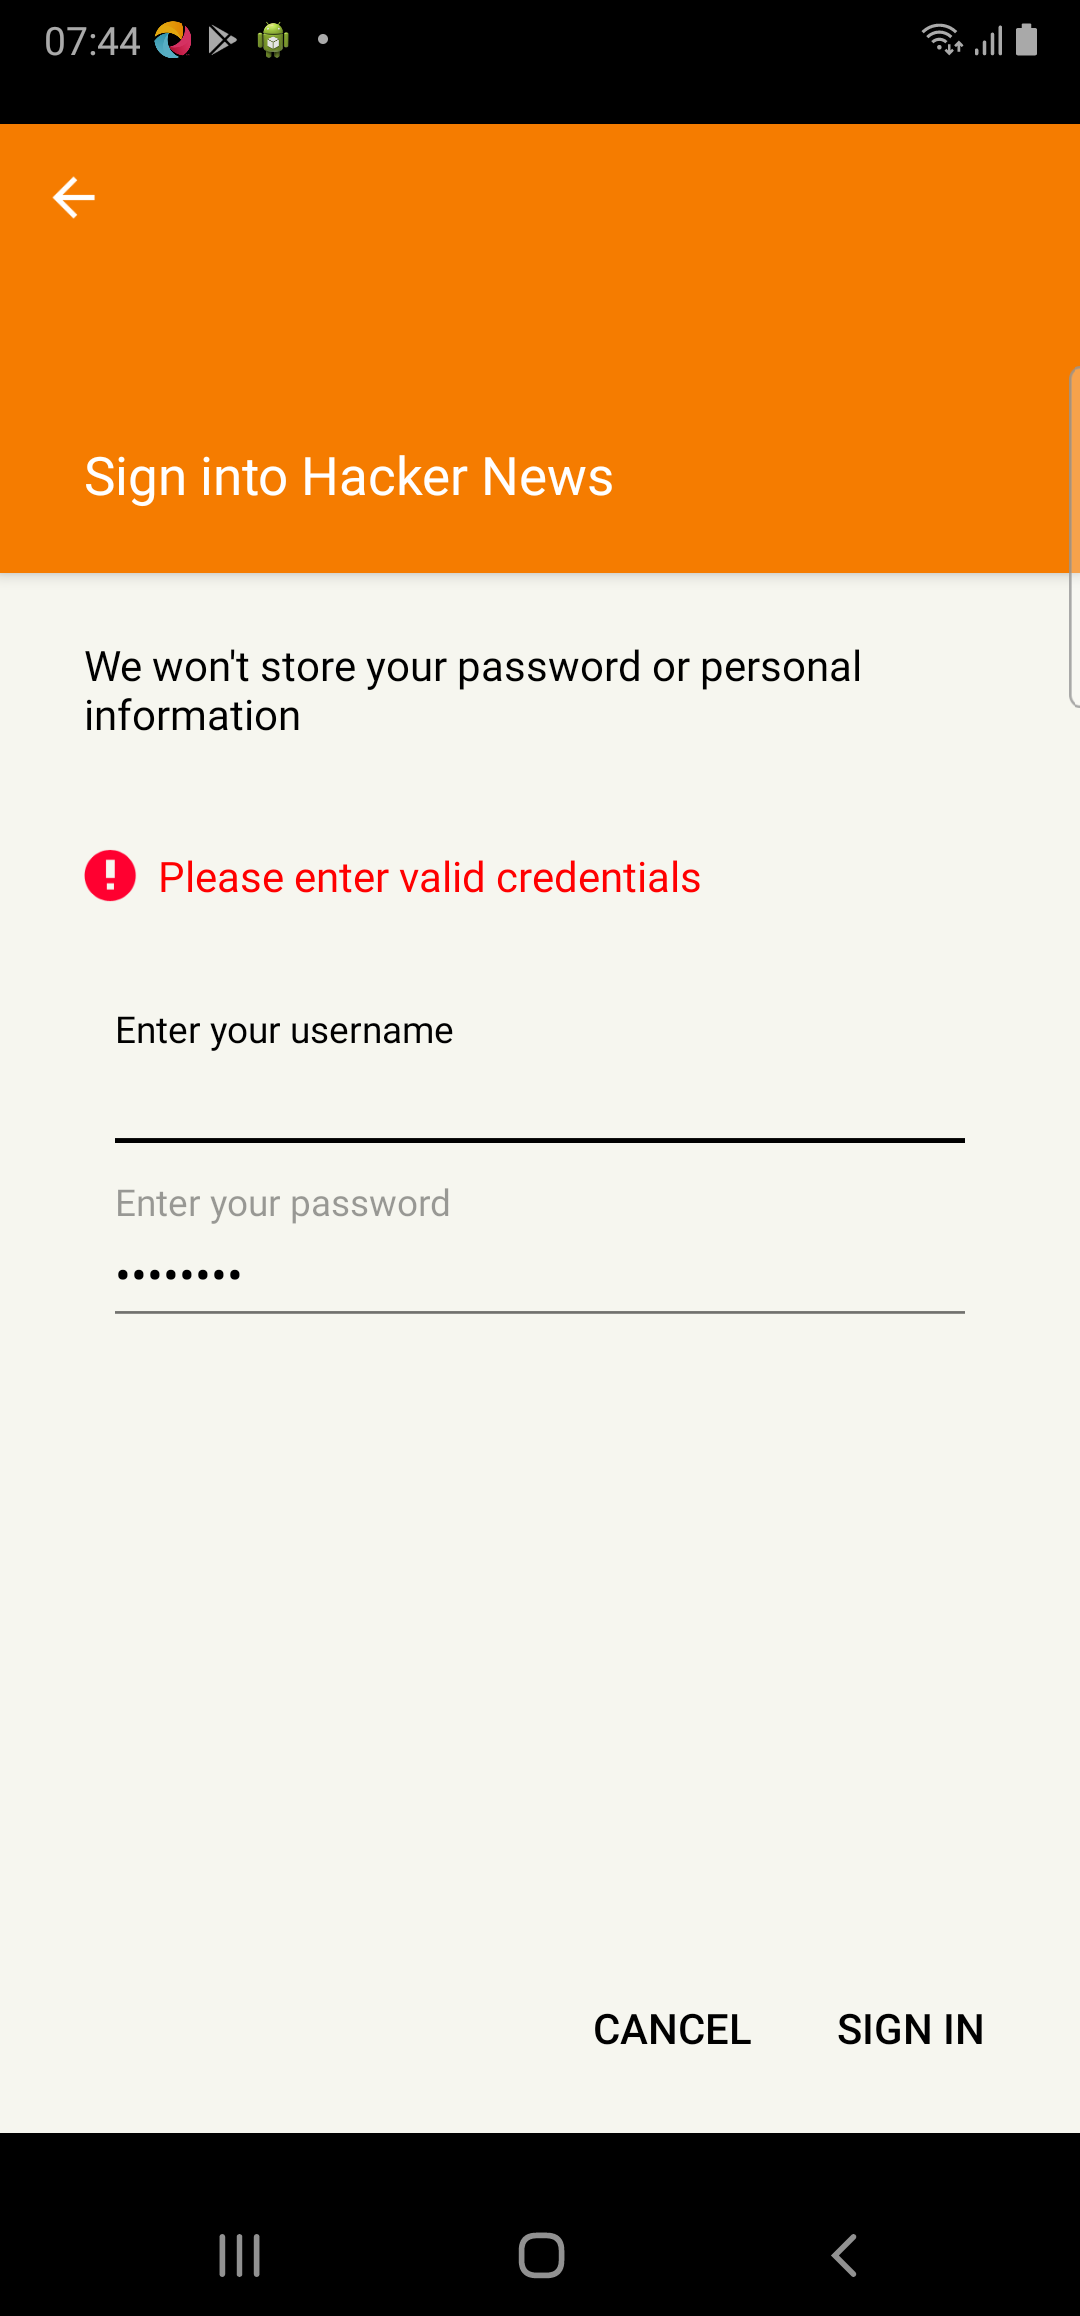 07:44
Sign into Hacker News
We won't store your password or personal
information
Please enter valid credentials
Enter your username
Enter your password
••••••••
CANCEL SIGN IN